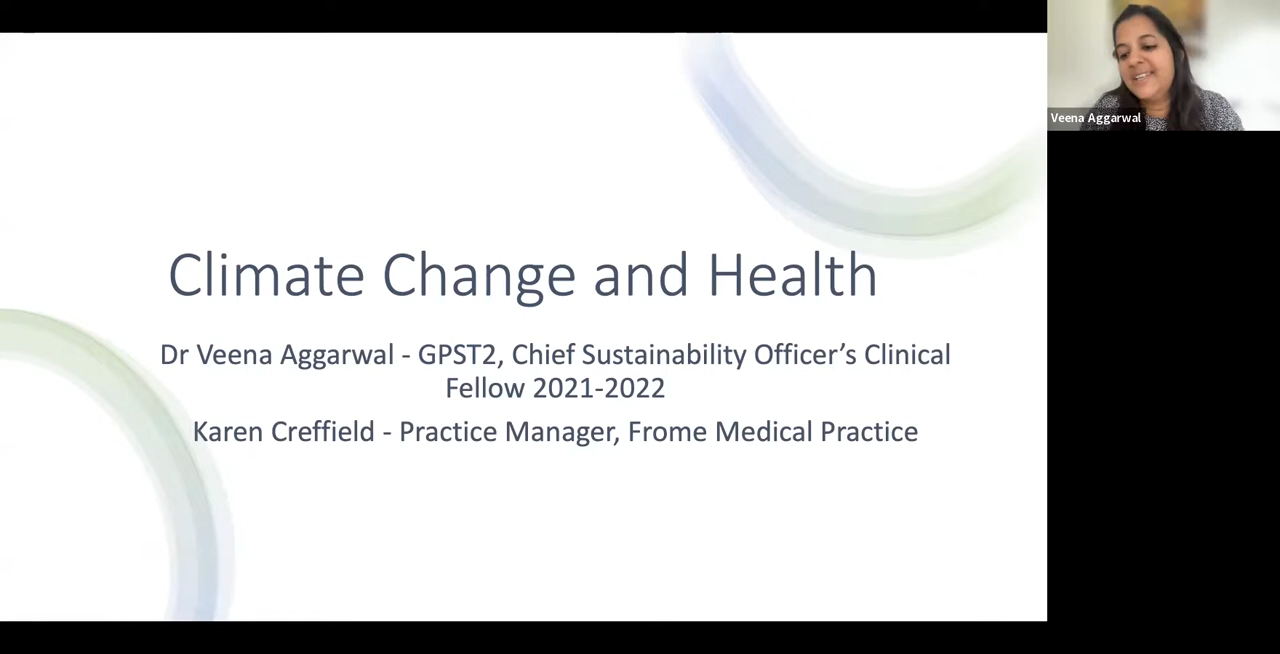 Climate Change and Health
Dr Veena Aggarwal - GPST2, Chief Sustainability Officer’s Clinical
Fellow 2021-2022
Karen Creffield - Practice Manager, Frome Medical Practice
Veena Aggarwal